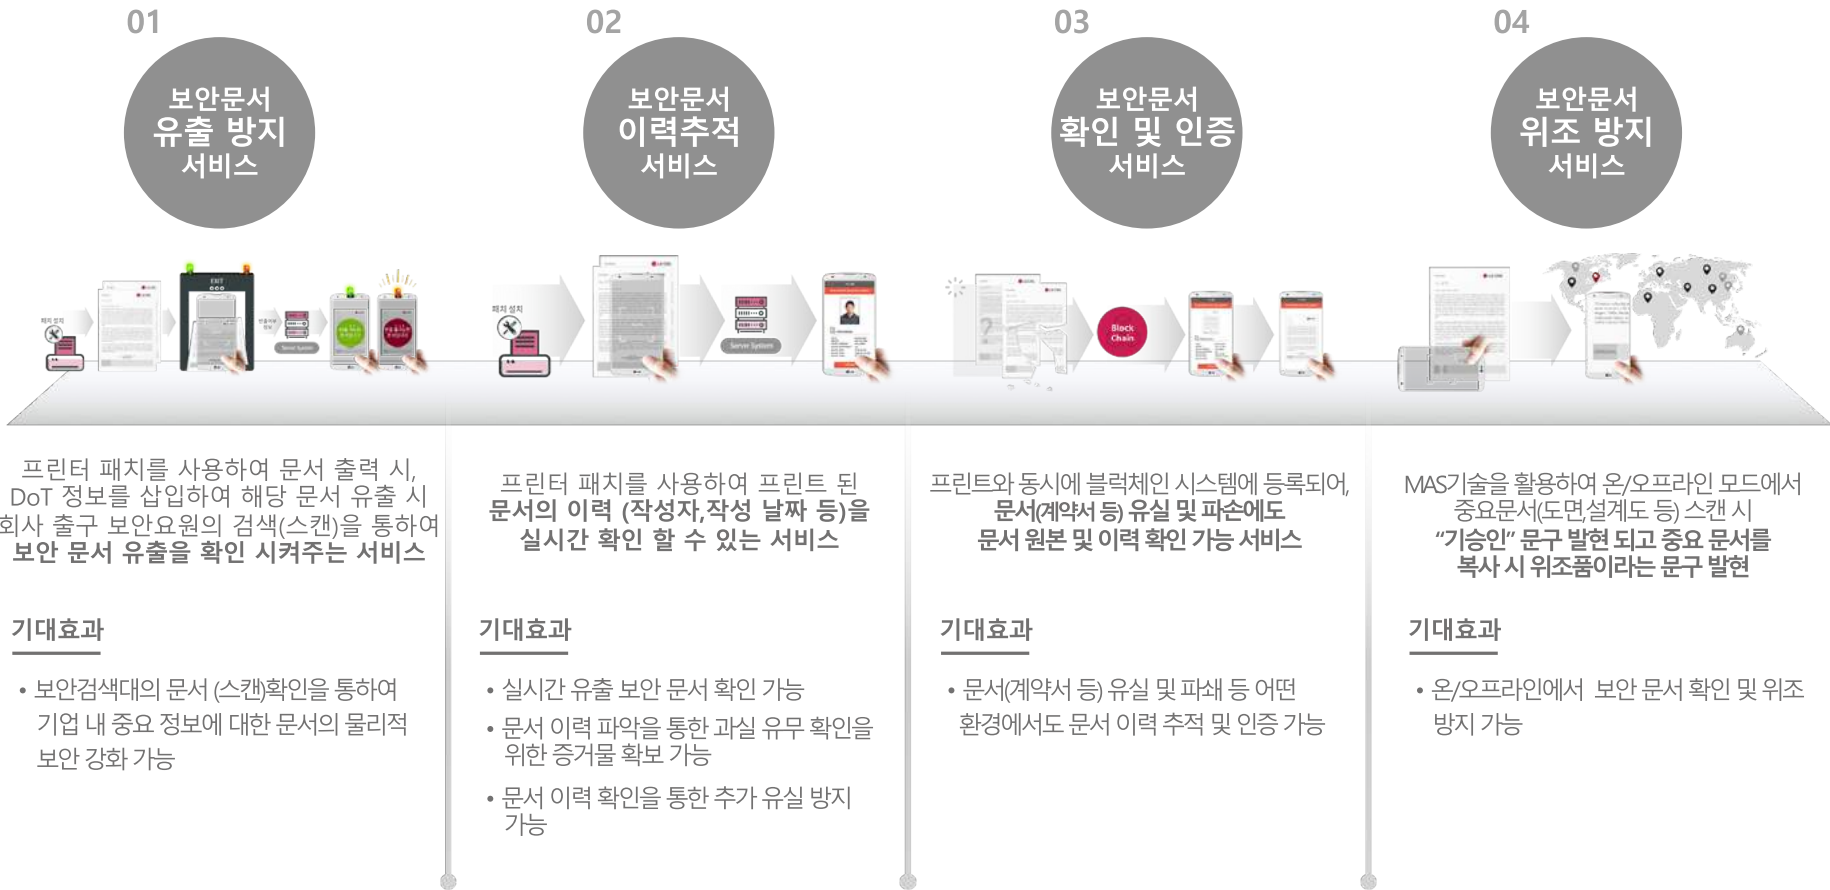 01
보안문서
유출 방지
서비스
패치 설치
EXIT
Server System
프린터 패치를 사용하여 문서 출력 시,
DoT 정보를 삽입하여 해당 문서 유출 시
회사 출구 보안요원의 검색(스캔)을 통하여
보안 문서 유출을 확인 시켜주는 서비스
기대효과
• 보안검색대의 문서 (스캔)확인을 통하여
기업 내 중요 정보에 대한 문서의 물리적
보안 강화 가능
02
보안문서
이력추적
서비스
패치 설치
Server System
프린터 패치를 사용하여 프린트 된
문서의 이력 (작성자,작성 날짜 등)을
실시간 확인 할 수 있는 서비스
기대효과
• 실시간 유출 보안 문서 확인 가능
• 문서 이력 파악을 통한 과실 유무 확인을
위한 증거물 확보 가능
• 문서 이력 확인을 통한 추가 유실 방지
가능
03
보안문서
확인 및 인증
서비스
Block
Chain
프린트와 동시에 블럭체인 시스템에 등록되어,
문서(계약서 등) 유실 및 파손에도
문서 원본 및 이력 확인 가능 서비스
기대효과
• 문서(계약서 등) 유실 및 파쇄 등 어떤
환경에서도 문서 이력 추적 및 인증 가능
04
보안문서
위조 방지
서비스
MAS기술을 활용하여 온/오프라인 모드에서
중요문서(도면,설계도 등) 스캔 시
“기승인” 문구 발현 되고 중요 문서를
복사 시 위조품이라는 문구 발현
기대효과
• 온/오프라인에서 보안 문서 확인 및 위조
방지 가능